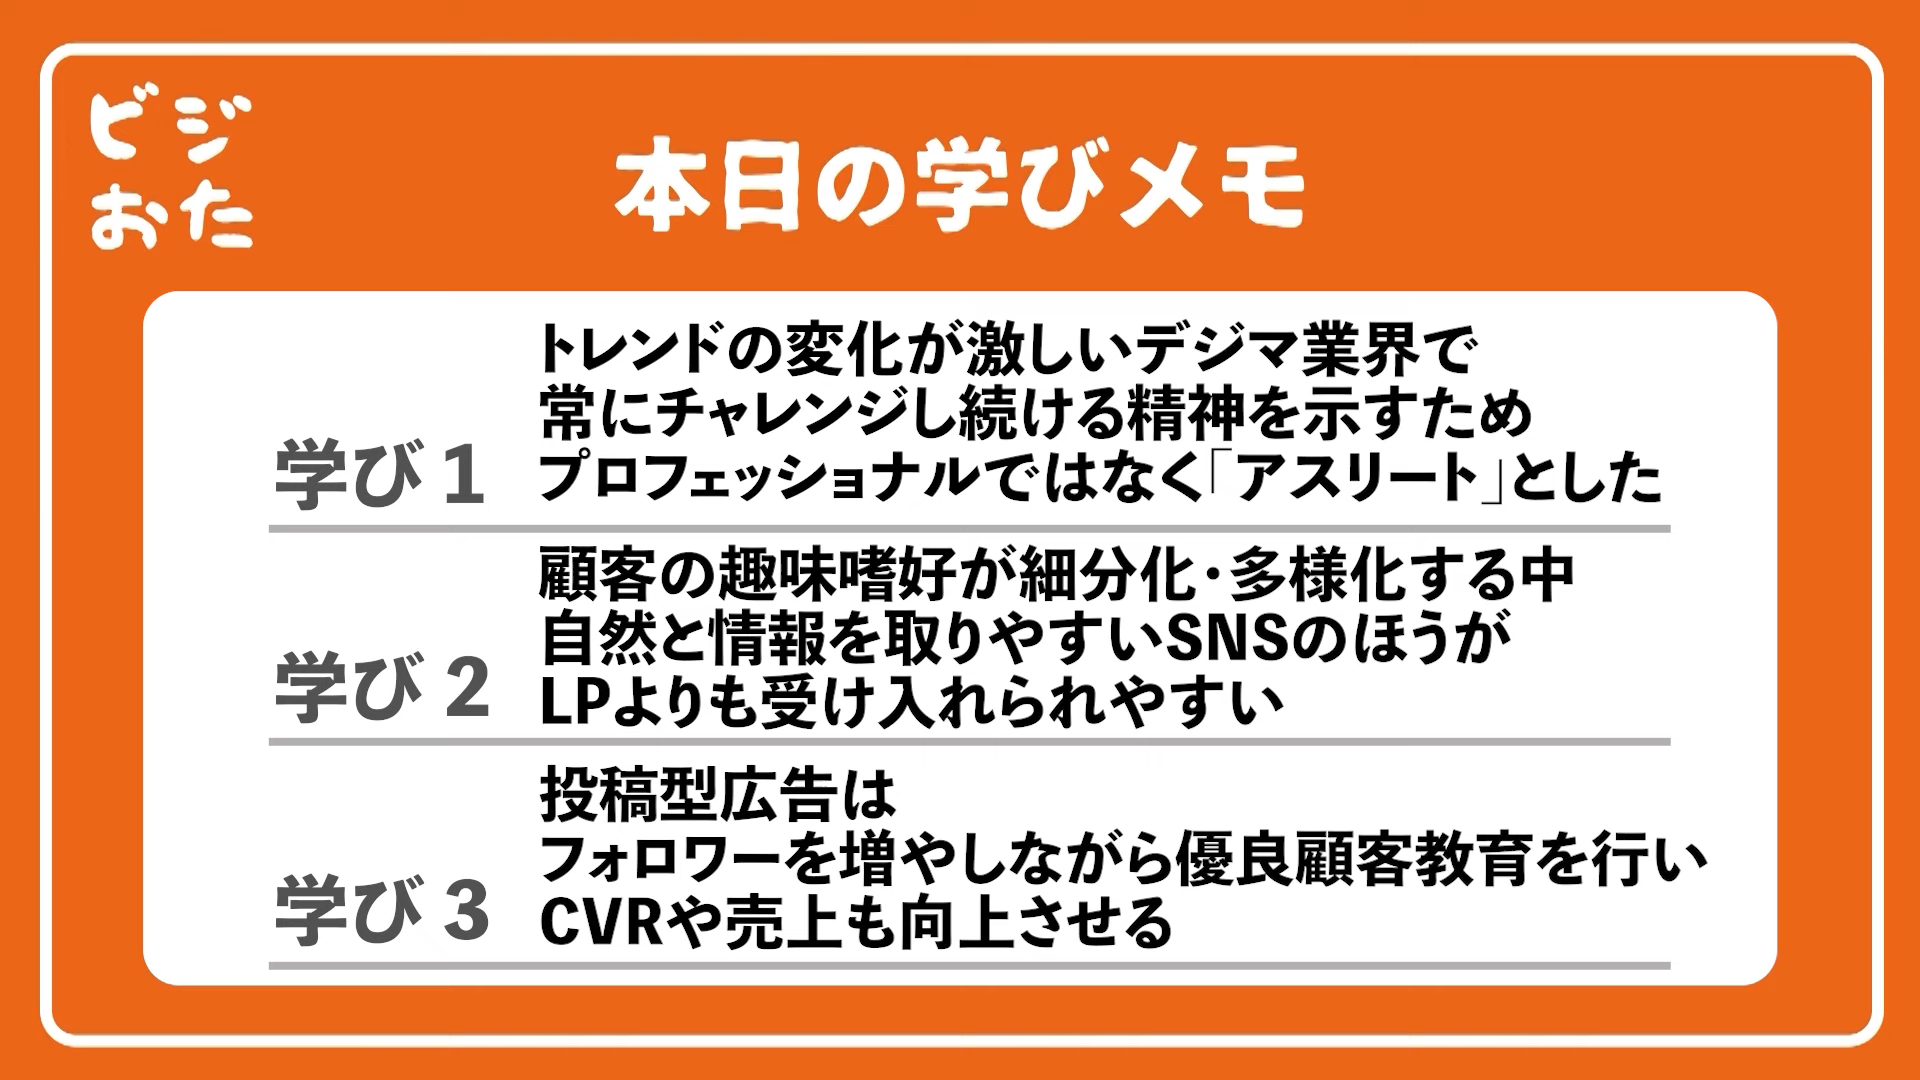 ビジ
おた
本日の学びメモ
学び1
トレンドの変化が激しいデジマ業界で
常にチャレンジし続ける精神を示すため
プロフェッショナルではなく「アスリート」とした
学び2
顧客の趣味嗜好が細分化・多様化する中
自然と情報を取りやすいSNSのほうが
LPよりも受け入れられやすい
学び3
投稿型広告は
フォロワーを増やしながら優良顧客教育を行い
CVRや売上も向上させる